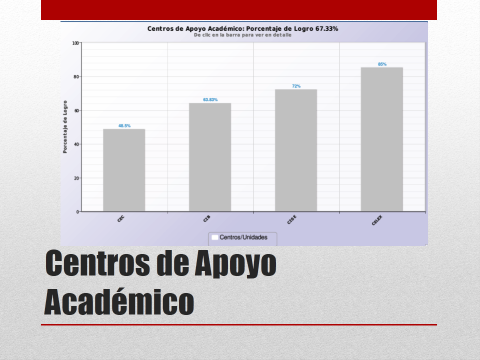 Centros de Apoyo Académico: Porcentaje de Logro 67.33%
De clic en la barra para ver en detalle
Porcentaje de Logro
100
80
60
40
20
0
72%
85%
Centros/Unidades
Centros de Apoyo
Académico